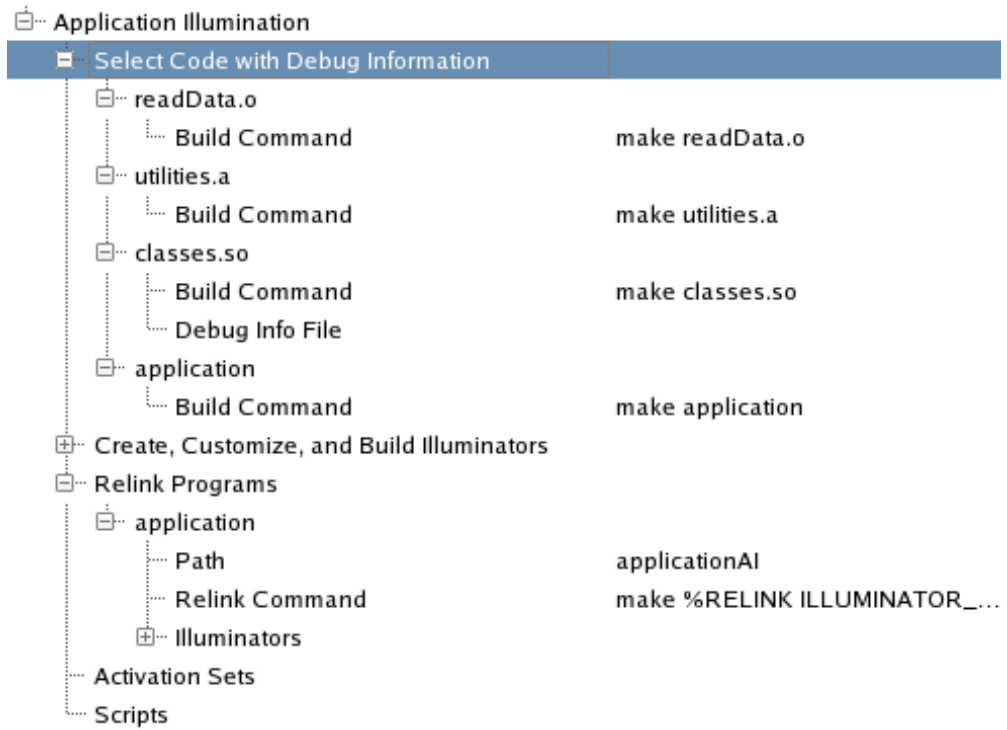 Application Illumination
Select Code with Debug Information
readData.o
Build Command make readData.o
utilities.a
Build Command make utilities.a
classes.so
Build Command make classes.so
Debug Info File
application
Build Command make application
Create, Customize, and Build Illuminators
Relink Programs
application
Path applicationAI
Relink Command make %RELINK ILLUMINATOR_...
Illuminators
Activation Sets
Scripts